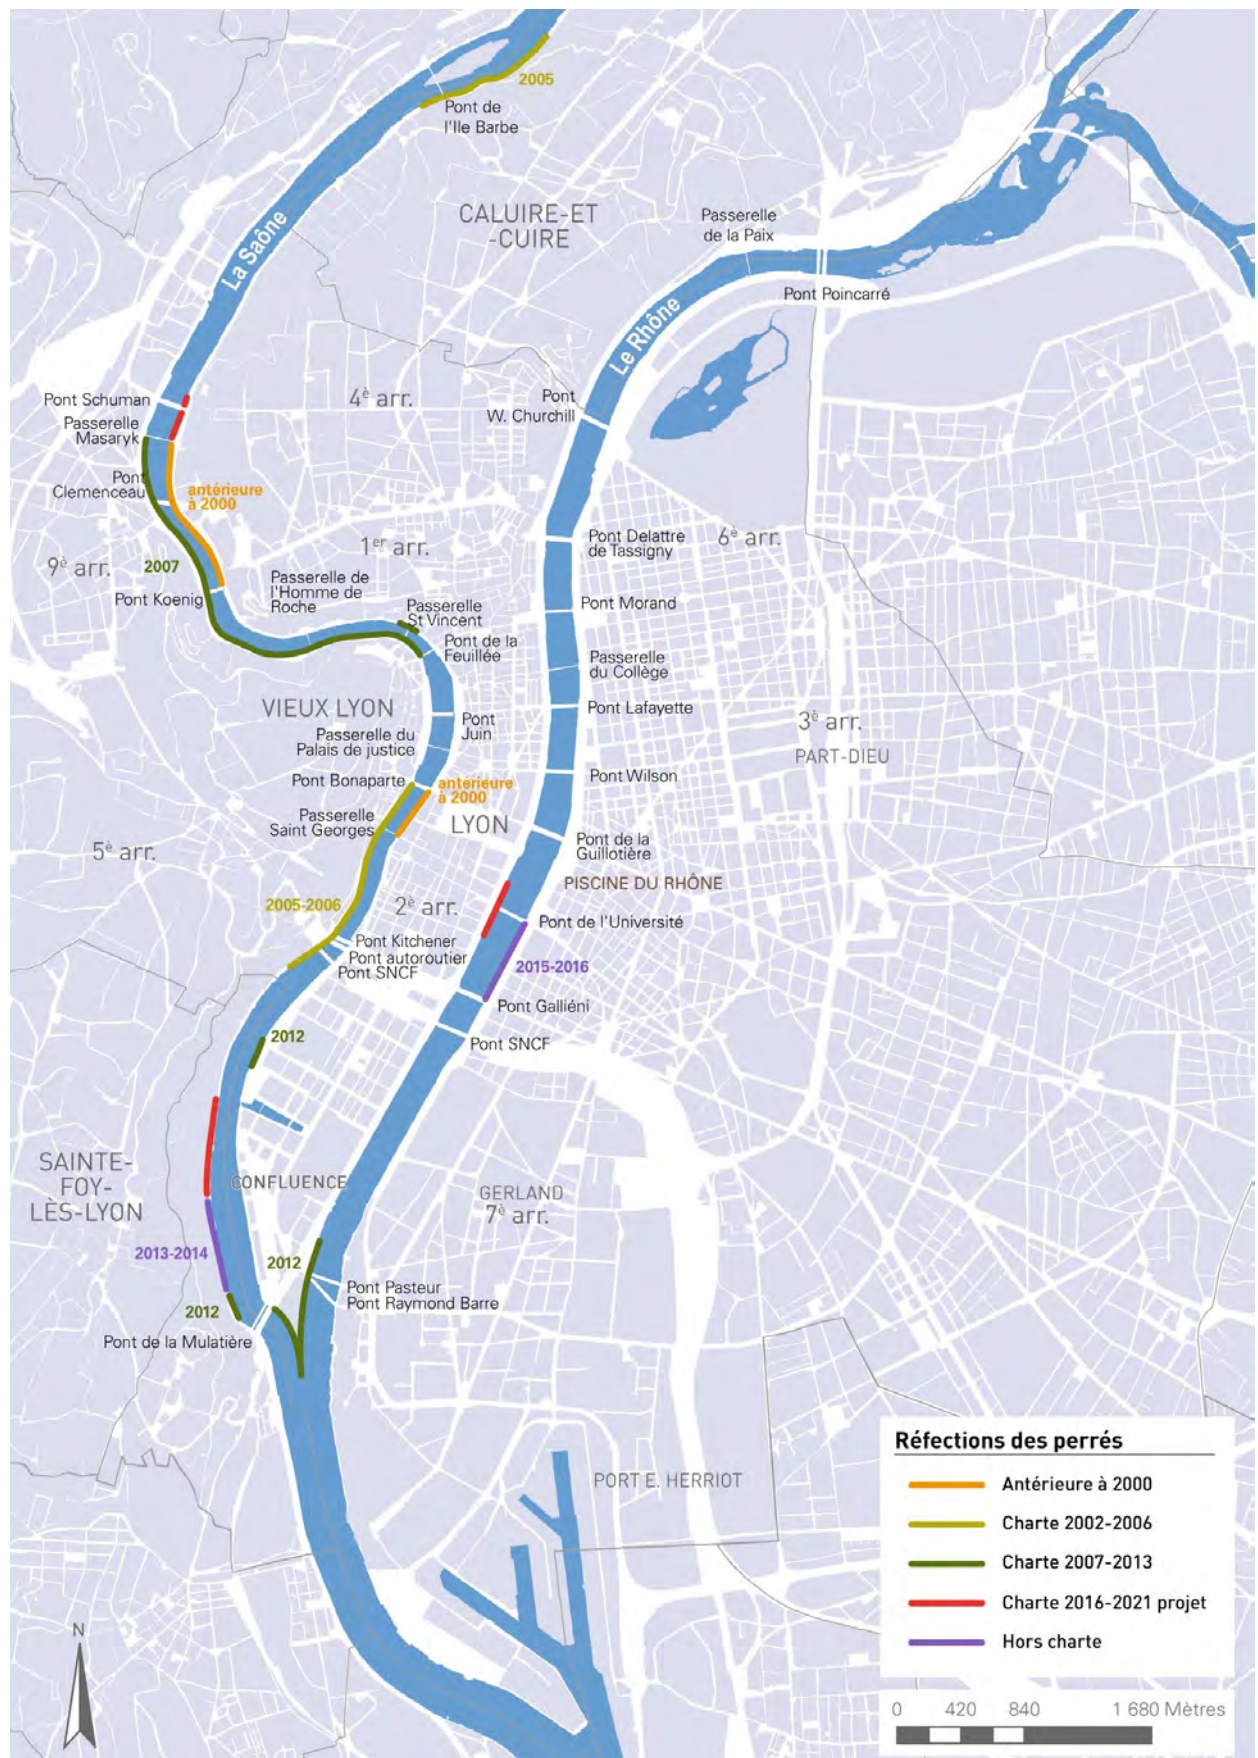 2005
Pont de
l'Ile Barbe
CALUIRE-ET
-CUIRE
Passerelle
de la Paix
La Saône
Pont Poincarré
Le Rhône
Pont Schuman
4è arr.
Pont
W. Churchill
Passerelle
Masaryk
Pont
Clemenceau
antérieure
à 2000
Pont Delattre
de Tassigny
6è arr.
1er arr.
9è arr.
2007
Passerelle de
l'Homme de
Roche
Pont Koenig
Passerelle
St Vincent
Pont Morand
Pont de la
Feuillée
Passerelle
du Collège
VIEUX LYON
Pont Lafayette
Pont
Juin
3è arr.
Passerelle du
Palais de justice
PART-DIEU
Pont Bonaparte
antérieure
à 2000
Pont Wilson
Passerelle
Saint Georges
LYON
Pont de la
Guillotière
5è arr.
PISCINE DU RHÔNE
2005-2006
2è arr.
Pont de l'Université
Pont Kitchener
Pont autoroutier
Pont SNCF
2015-2016
Pont Galliéni
2012
Pont SNCF
SAINTE-
FOY-
LÈS-LYON
CONFLUENCE
GERLAND
7è arr.
2013-2014
2012
Pont Pasteur
Pont Raymond Barre
2012
Pont de la Mulatière
PORT E. HERRIOT
Réfections des perrés
Antérieure à 2000
Charte 2002-2006
Charte 2007-2013
Charte 2016-2021 projet
Hors charte
N
0 420 840 1 680 Mètres